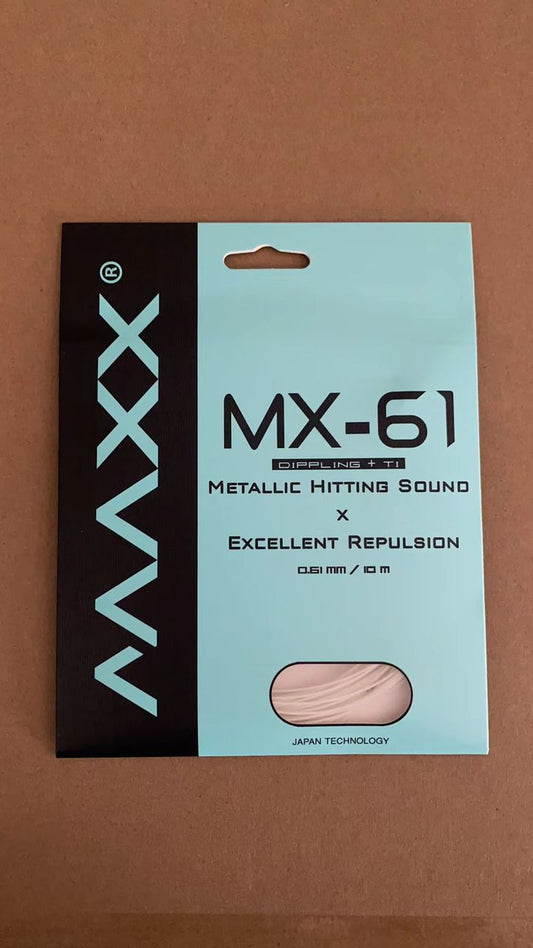 MAXX®
MX-61
DIPPLING + TI
METALLIC HITTING SOUND
X
EXCELLENT REPULSION
0.61 MM / 10 M
JAPAN TECHNOLOGY